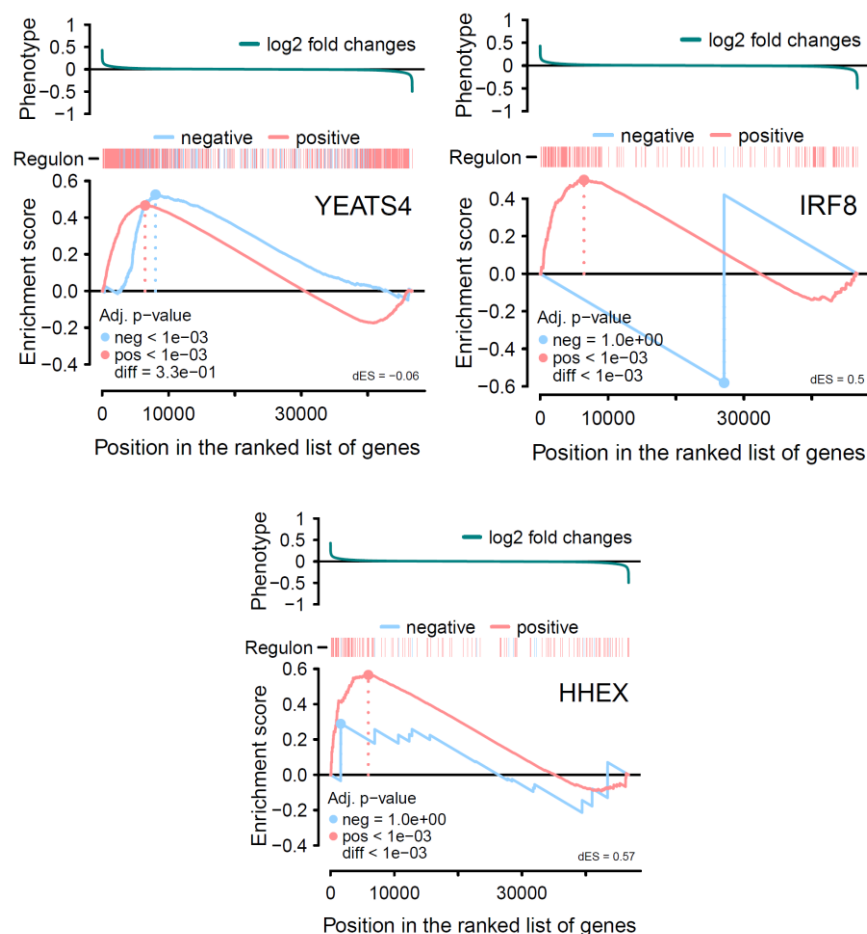 1
0.5
0
−0.5
−1
Phenotype
log2 fold changes
negative positive
Regulon
0.6
0.4
0.2
0.0
−0.2
−0.4
Enrichment score
YEATS4
Adj. p-value
neg < 1e−03
pos < 1e−03
diff = 3.3e−01
dES = −0.06
0 10000 30000
Position in the ranked list of genes
1
0.5
0
−0.5
−1
Phenotype
log2 fold changes
negative positive
Regulon
0.4
0.2
0.0
−0.2
−0.4
−0.6
Enrichment score
IRF8
Adj. p-value
neg = 1.0e+00
pos < 1e−03
diff < 1e−03
dES = 0.5
0 10000 30000
Position in the ranked list of genes
1
0.5
0
−0.5
−1
Phenotype
log2 fold changes
negative positive
Regulon
0.6
0.4
0.2
0.0
−0.2
−0.4
Enrichment score
HHEX
Adj. p-value
neg = 1.0e+00
pos < 1e−03
diff < 1e−03
dES = 0.57
0 10000 30000
Position in the ranked list of genes